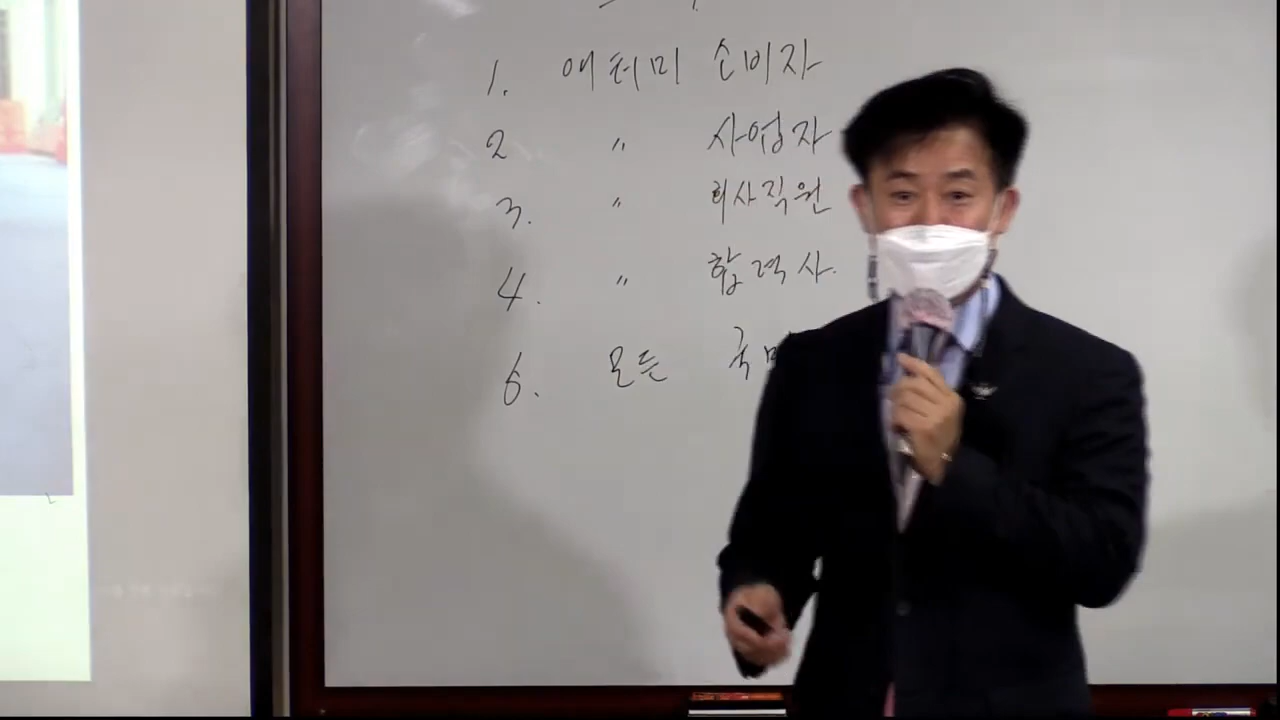 1. 애터미 소비자
2 〃 사업자
3. 〃 회사직원
4. 〃 합력사.
6. 모든